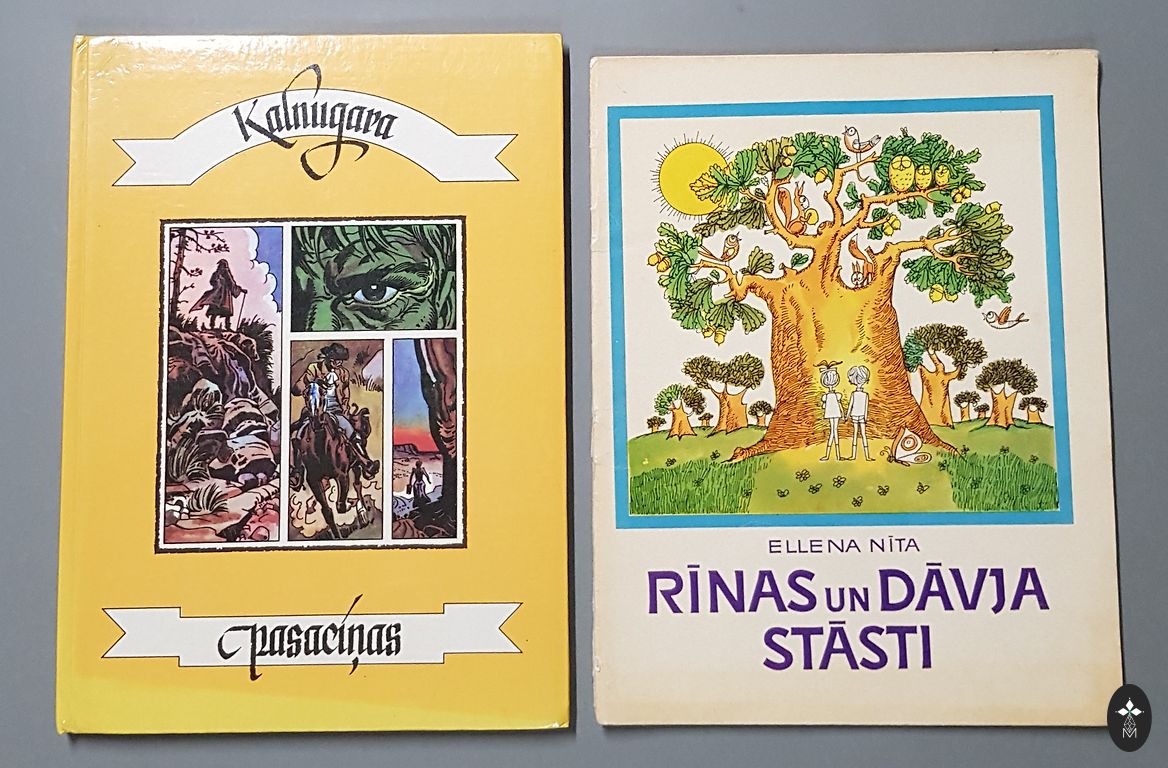 Kalnugara
pasaciņas
ELLENA NĪTA
RĪNAS UN DĀVJA
STĀSTI
M